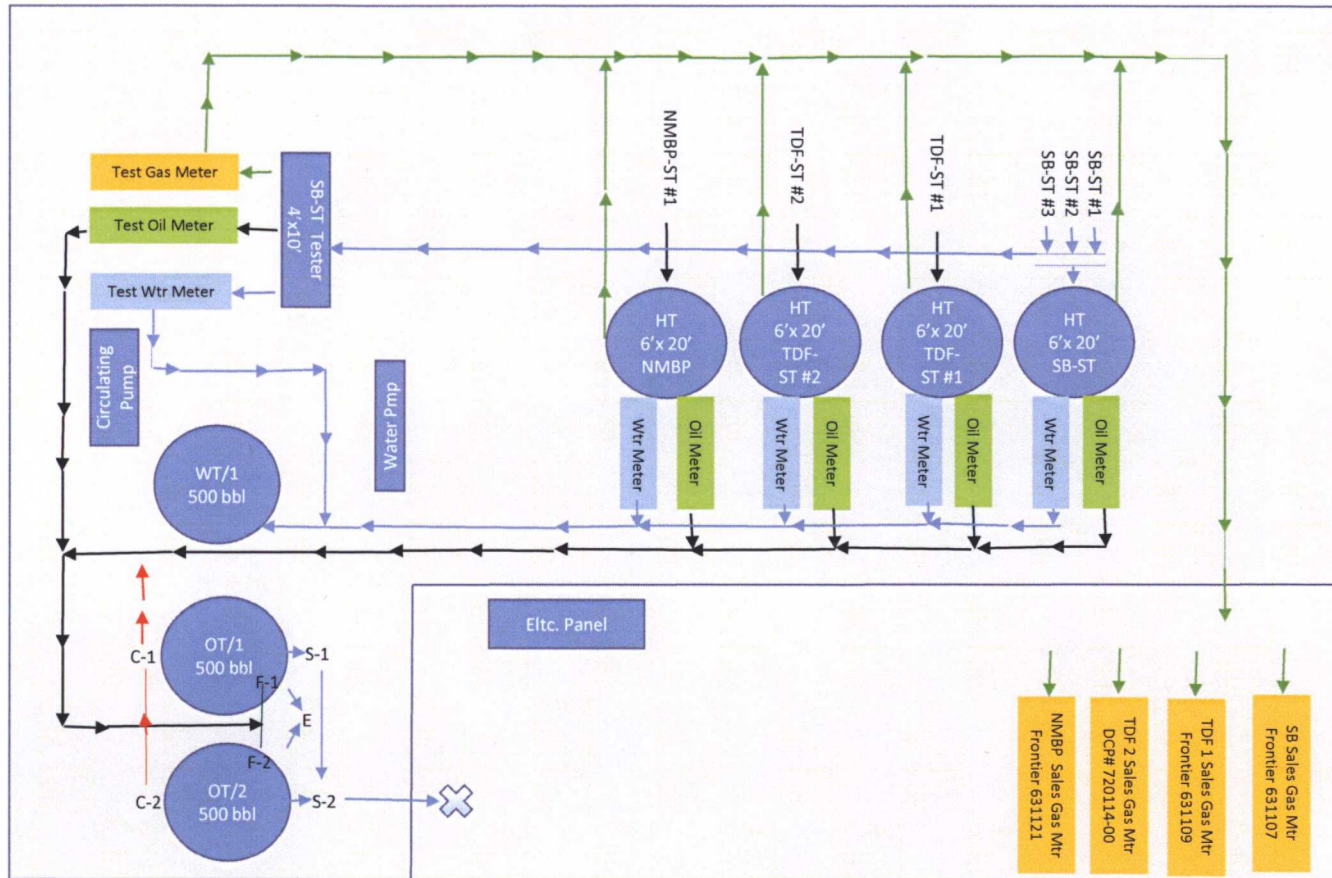 NMBP-ST #1
TDF-ST #2
TDF-ST #1
SB-ST #3
SB-ST #2
SB-ST #1
Test Gas Meter
Test Oil Meter
Test Wtr Meter
SB-ST Tester
4'x10'
HT
6'x 20'
NMBP
HT
6'x 20'
TDF-
ST #2
HT
6'x 20'
TDF-
ST #1
HT
6'x 20'
SB-ST
Circulating
Pump
Water Pmp
Wtr Meter
Oil Meter
Wtr Meter
Oil Meter
Wtr Meter
Oil Meter
Wtr Meter
Oil Meter
WT/1
500 bbl
Eltc. Panel
OT/1
500 bbl
C-1
S-1
F-1
E
F-2
OT/2
500 bbl
C-2
S-2
NMBP Sales Gas Mtr
Frontier 631121
TDF 2 Sales Gas Mtr
DCP# 720114-00
TDF 1 Sales Gas Mtr
Frontier 631109
SB Sales Gas Mtr
Frontier 631107